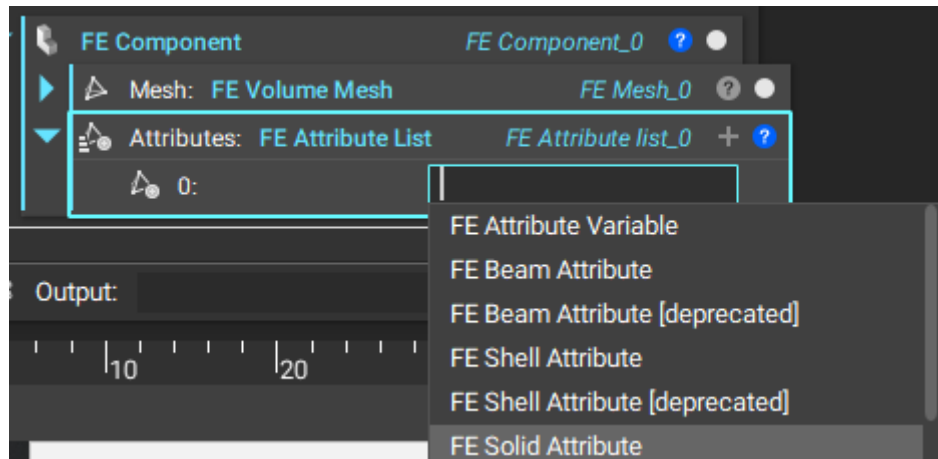 FE Component FE Component_0 ?
Mesh: FE Volume Mesh FE Mesh_0 ?
Attributes: FE Attribute List FE Attribute list_0 + ?
0:
FE Attribute Variable
FE Beam Attribute
Output:
FE Beam Attribute [deprecated]
10 20
FE Shell Attribute
FE Shell Attribute [deprecated]
FE Solid Attribute